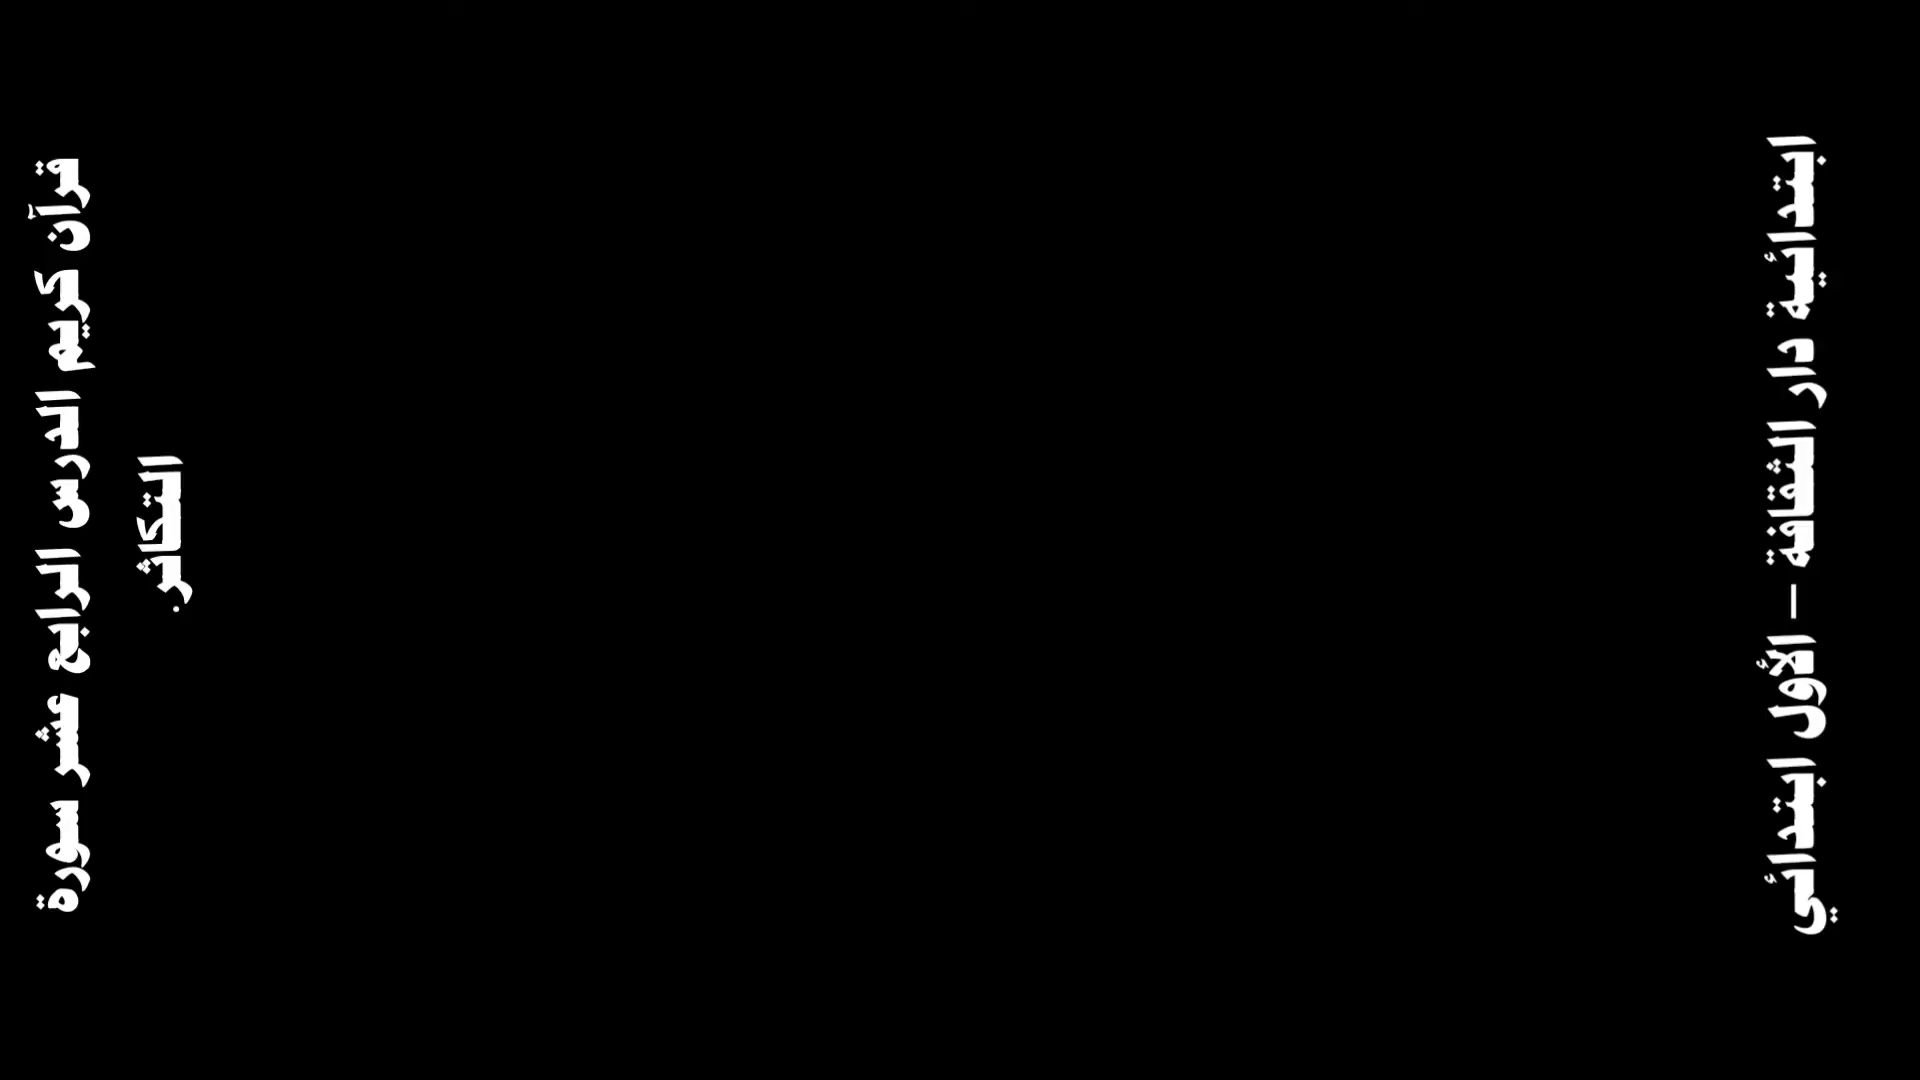 قرآن كريم الدرس الرابع عشر سورة
التكاثر.
ابتدائية دار الثقافة – الأول ابتدائي